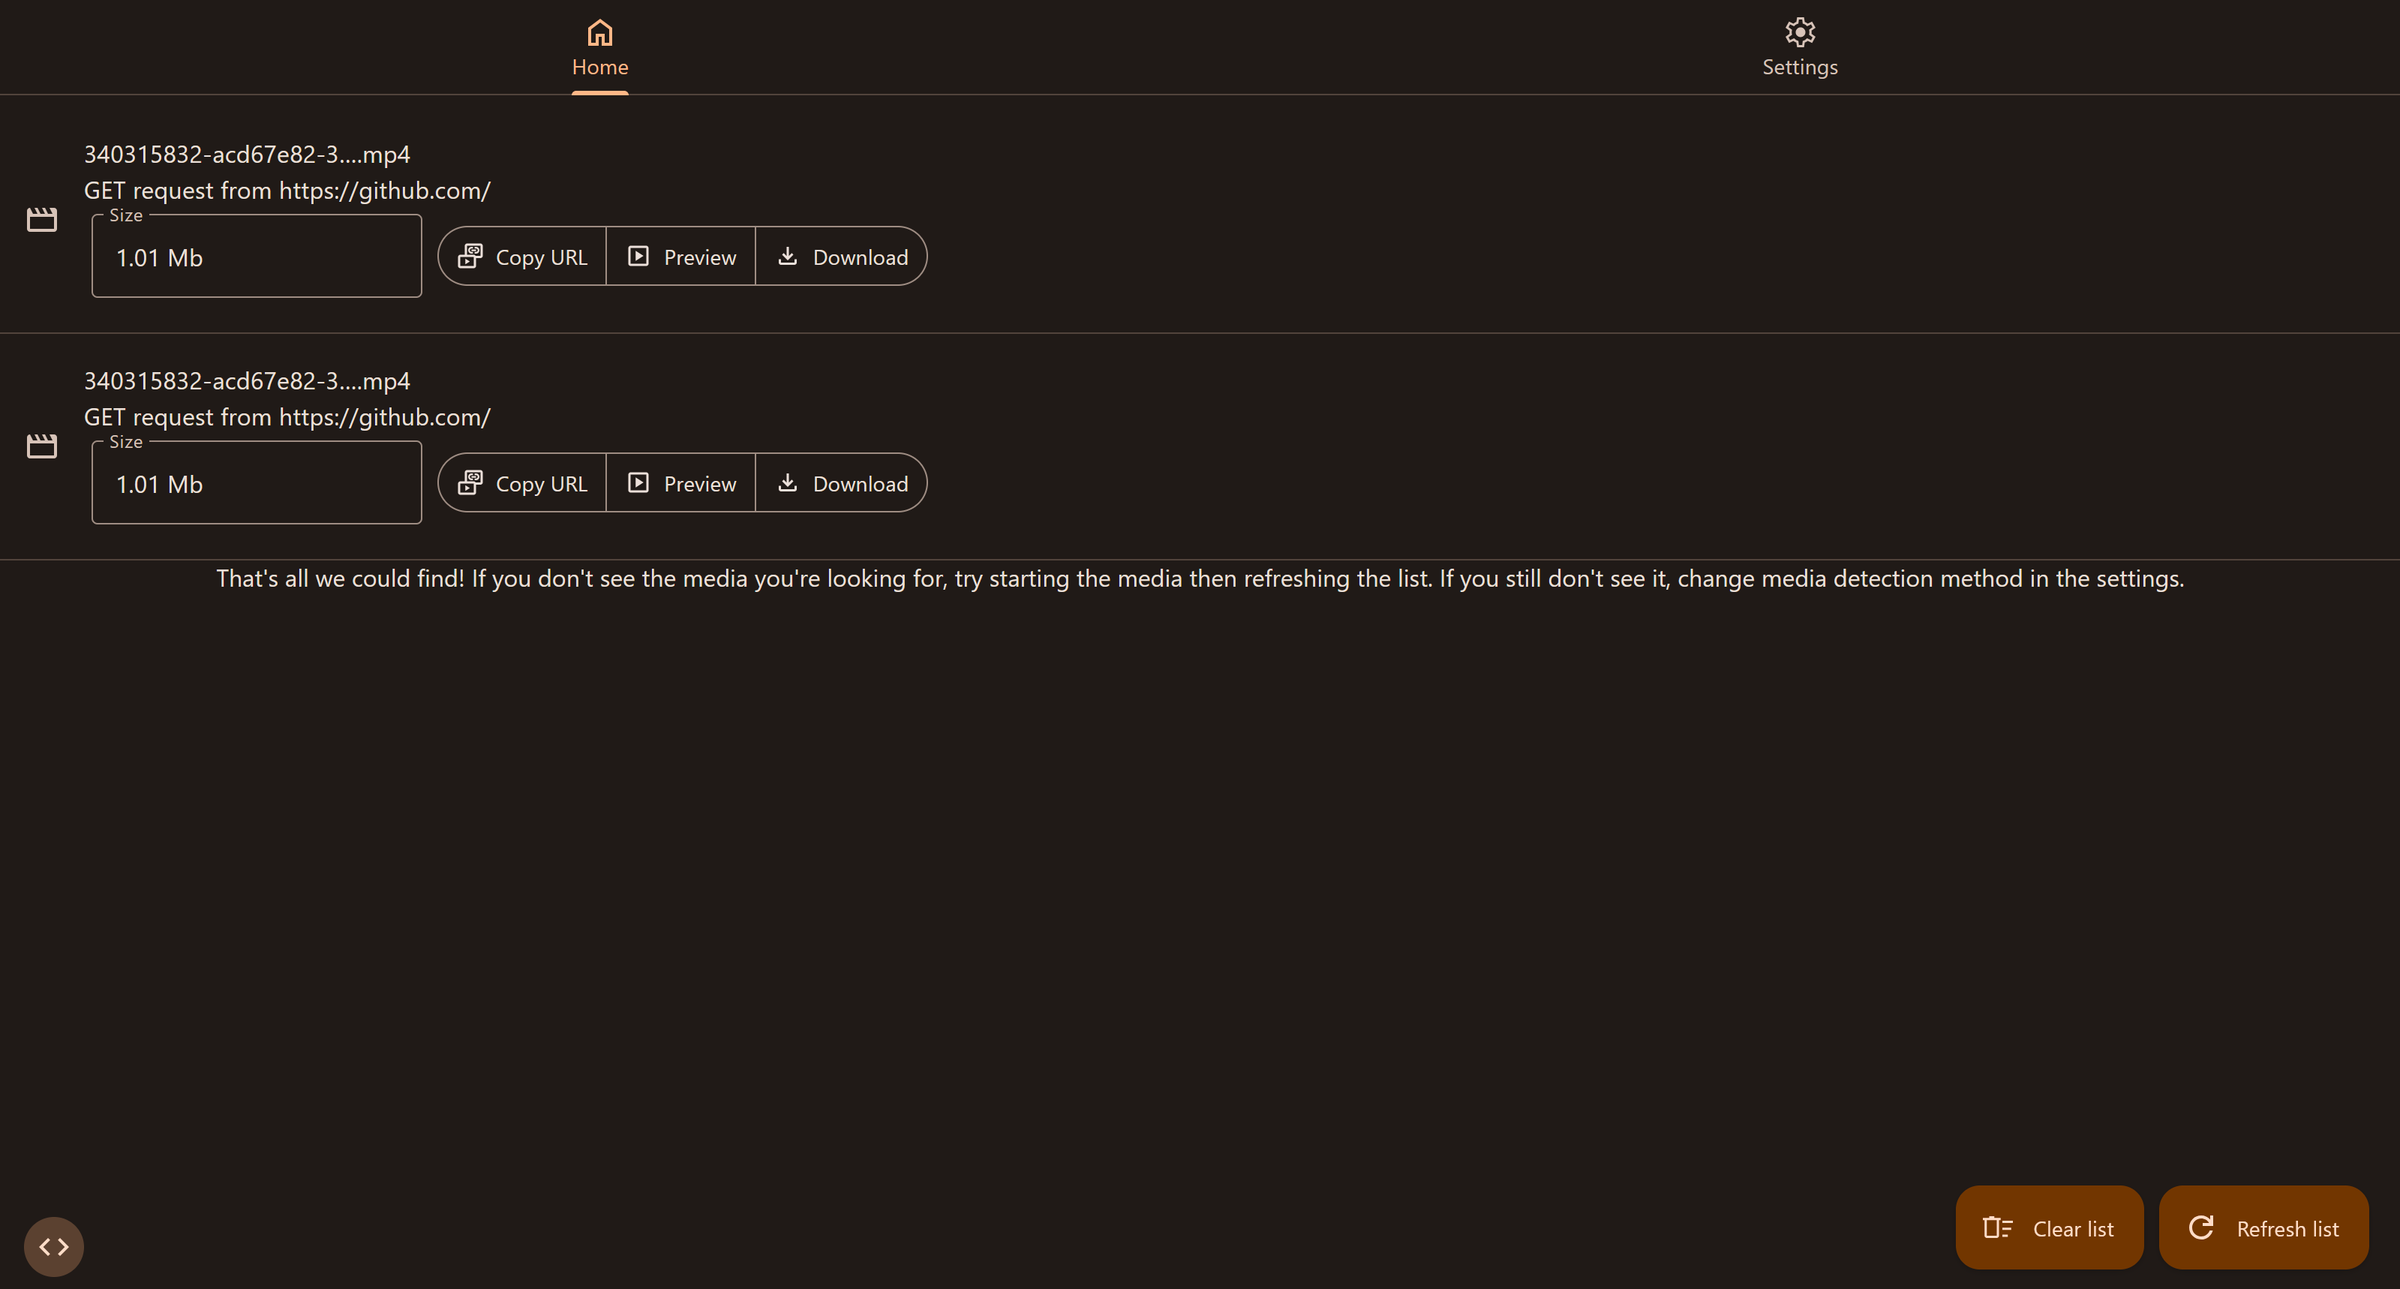 Home
Settings
340315832-acd67e82-3....mp4
GET request from https://github.com/
Size
1.01 Mb
Copy URL
Preview
Download
340315832-acd67e82-3....mp4
GET request from https://github.com/
Size
1.01 Mb
Copy URL
Preview
Download
That's all we could find! If you don't see the media you're looking for, try starting the media then refreshing the list. If you still don't see it, change media detection method in the settings.
Clear list
Refresh list